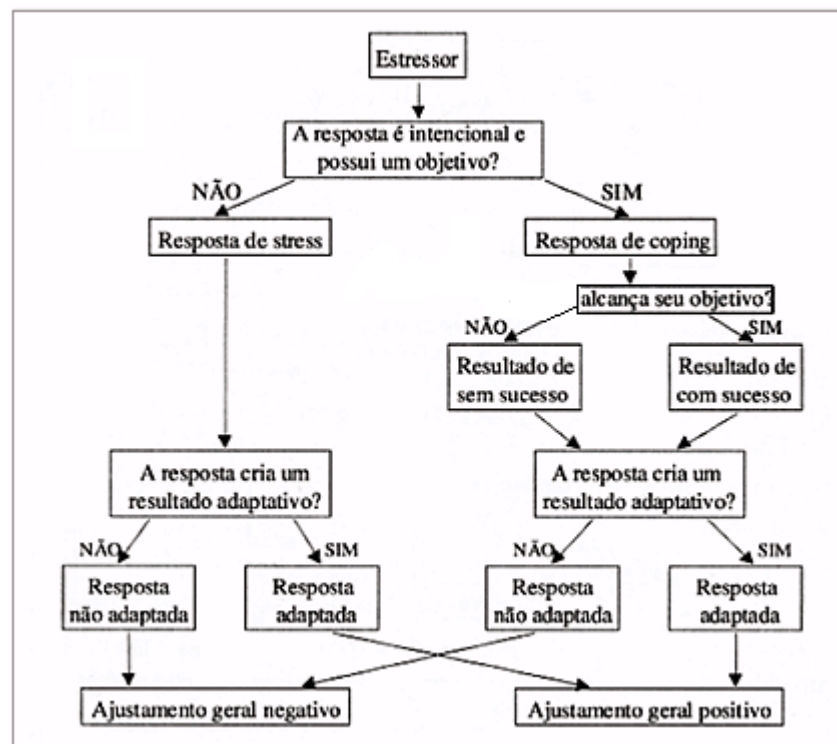 Estressor
A resposta é intencional e
possui um objetivo?
NÃO
SIM
Resposta de stress
Resposta de coping
alcança seu objetivo?
NÃO
SIM
Resultado de
sem sucesso
Resultado de
com sucesso
A resposta cria um
resultado adaptativo?
A resposta cria um
resultado adaptativo?
NÃO
SIM
NÃO
SIM
Resposta
não adaptada
Resposta
adaptada
Resposta
não adaptada
Resposta
adaptada
Ajustamento geral negativo
Ajustamento geral positivo